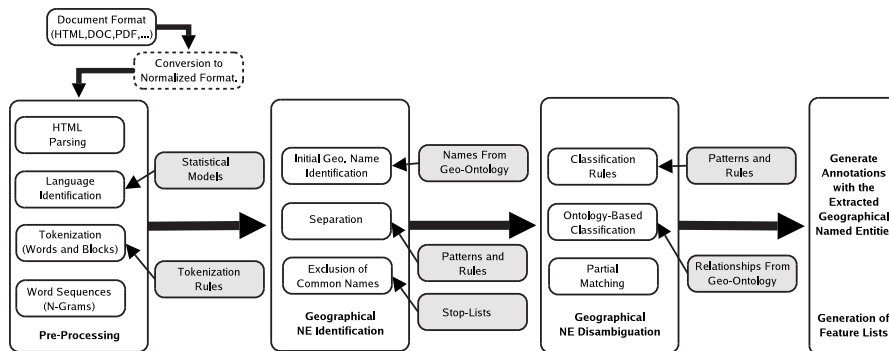 Document Format
(HTML,DOC,PDF,...)
Conversion to
Normalized Format.
HTML
Parsing
Language
Identification
Tokenization
(Words and Blocks)
Word Sequences
(N-Grams)
Pre-Processing
Statistical
Models
Tokenization
Rules
Initial Geo. Name
Identification
Separation
Exclusion of
Common Names
Geographical
NE Identification
Names From
Geo-Ontology
Patterns and
Rules
Stop-Lists
Classification
Rules
Ontology-Based
Classification
Partial
Matching
Geographical
NE Disambiguation
Patterns and
Rules
Relationships From
Geo-Ontology
Generate
Annotations
with the
Extracted
Geographical
Named Entitie
Generation of
Feature Lists